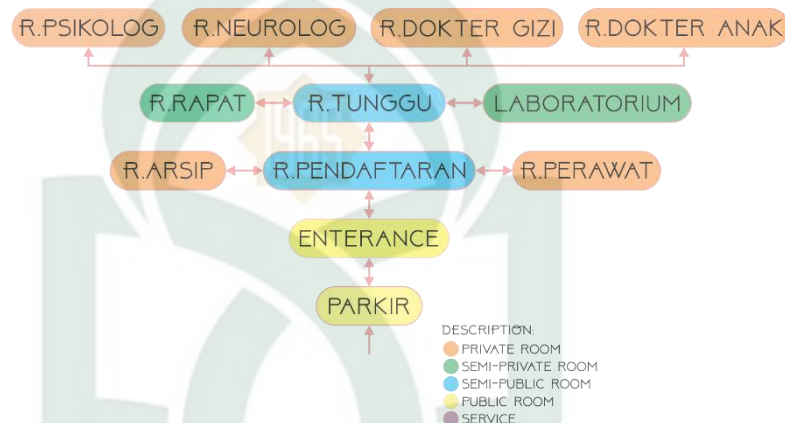 R.PSIKOLOG
R.NEUROLOG
R.DOKTER GIZI
R.DOKTER ANAK
R.RAPAT
R.TUNGGU
LABORATORIUM
R.ARSIP
R.PENDAFTARAN
R.PERAWAT
ENTERANCE
PARKIR
DESCRIPTION:
PRIVATE ROOM
SEMI-PRIVATE ROOM
SEMI-PUBLIC ROOM
PUBLIC ROOM
SERVICE
1965